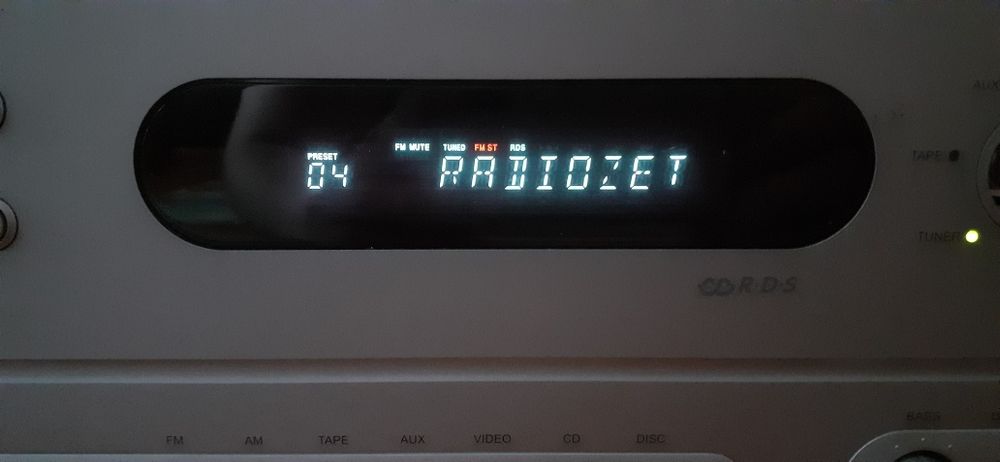 AUX
PRESET FM MUTE TUNED FM ST RDS
04 RADIOZET
TAPE
TUNER
R·D·S
FM AM TAPE AUX VIDEO CD DISC
BASS